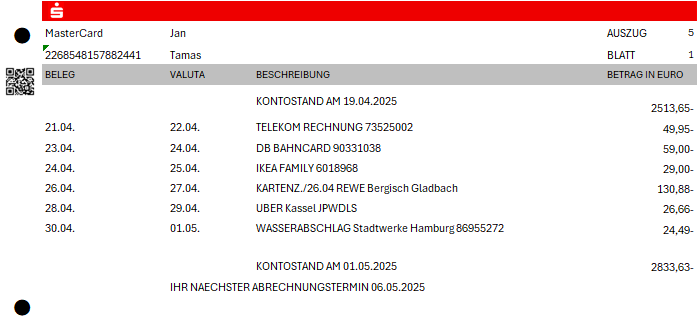 MasterCard Jan AUSZUG 5
2268548157882441 Tamas BLATT 1
BELEG VALUTA BESCHREIBUNG BETRAG IN EURO
KONTOSTAND AM 19.04.2025 2513,65-
21.04. 22.04. TELEKOM RECHNUNG 73525002 49,95-
23.04. 24.04. DB BAHNCARD 90331038 59,00-
24.04. 25.04. IKEA FAMILY 6018968 29,00-
26.04. 27.04. KARTENZ./26.04 REWE Bergisch Gladbach 130,88-
28.04. 29.04. UBER Kassel JPWDLS 26,66-
30.04. 01.05. WASSERABSCHLAG Stadtwerke Hamburg 86955272 24,49-
KONTOSTAND AM 01.05.2025 2833,63-
IHR NAECHSTER ABRECHNUNGSTERMIN 06.05.2025